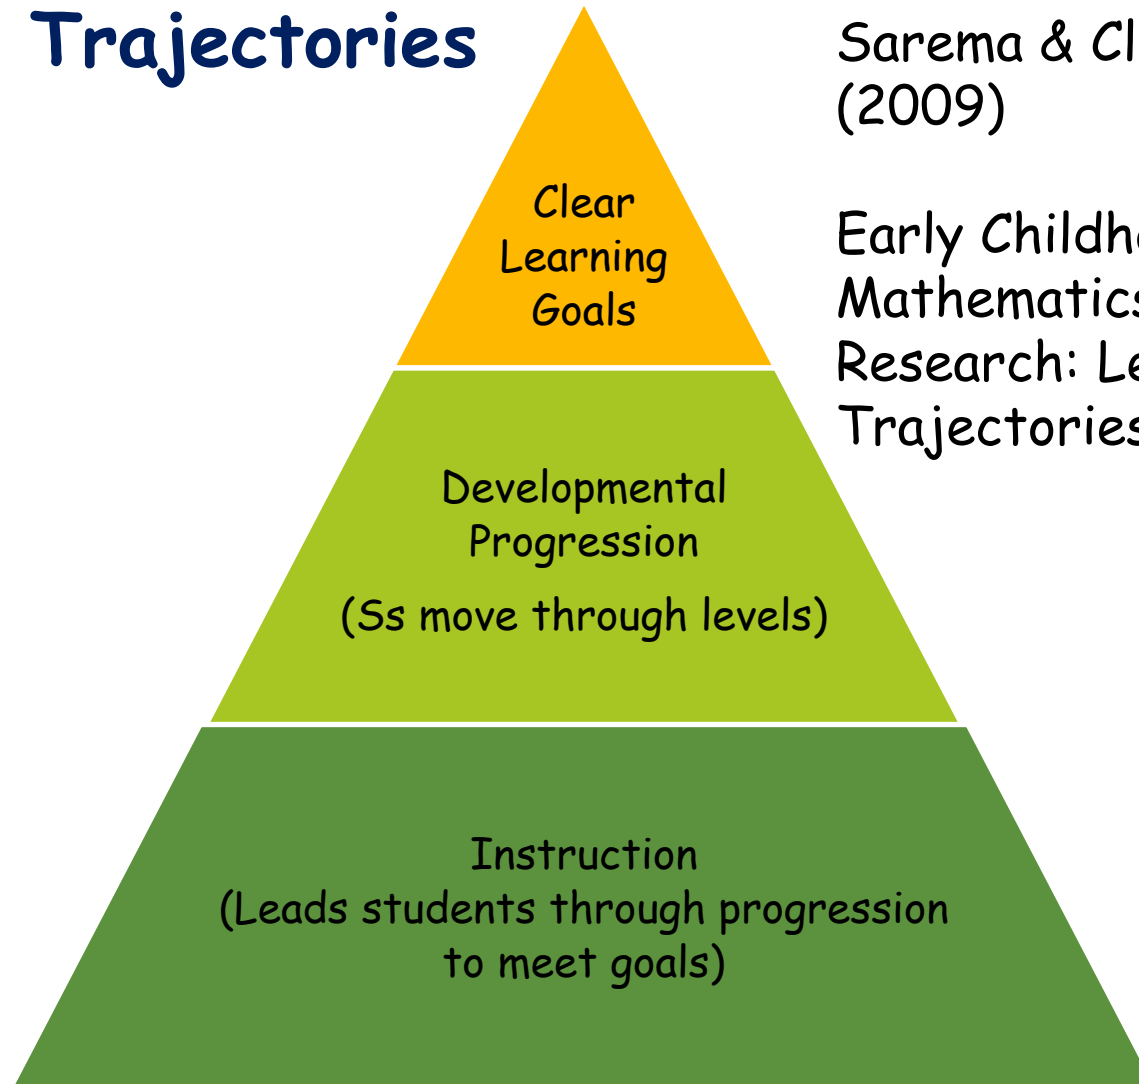 Trajectories
Sarema & Cl
(2009)
Early Childh
Mathematics
Research: Le
Trajectories
Clear
Learning
Goals
Developmental
Progression
(Ss move through levels)
Instruction
(Leads students through progression
to meet goals)